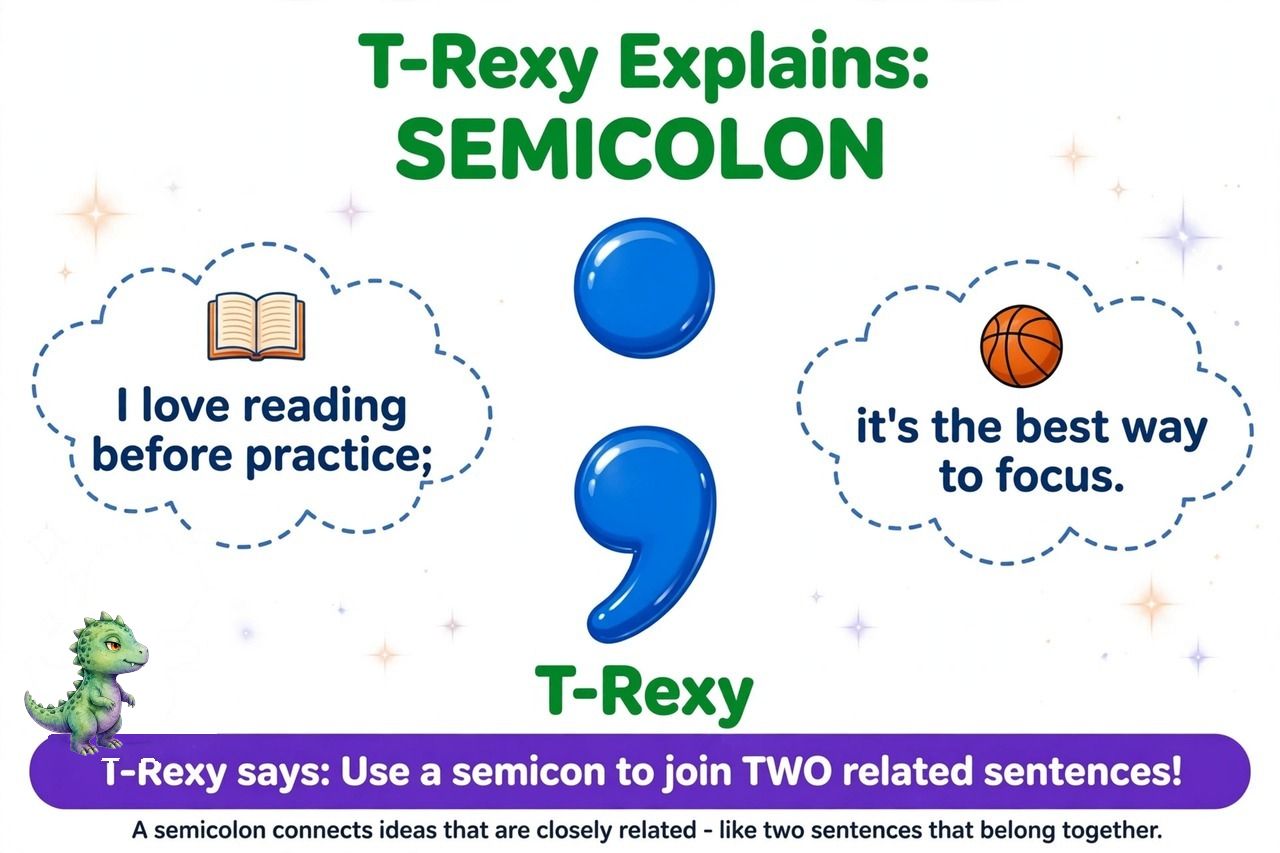 T-Rexy Explains:
SEMICOLON
I love reading
before practice;
it's the best way
to focus.
;
T-Rexy
T-Rexy says: Use a semicon to join TWO related sentences!
A semicolon connects ideas that are closely related - like two sentences that belong together.